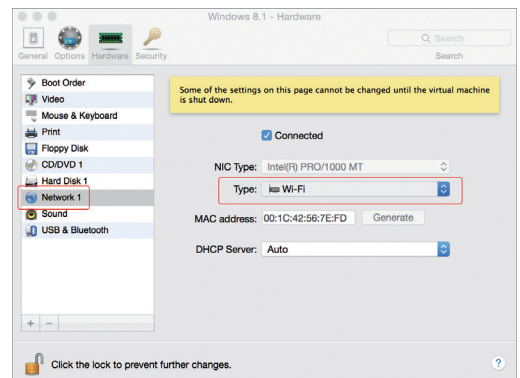 Windows 8.1 - Hardware
Search
General Options Hardware Security
Search
Boot Order
Video
Mouse & Keyboard
Print
Floppy Disk
CD/DVD 1
Hard Disk 1
Network 1
Sound
USB & Bluetooth
+ -
Some of the settings on this page cannot be changed until the virtual machine
is shut down.
Connected
NIC Type: Intel(R) PRO/1000 MT
Type: Wi-Fi
MAC address: 00:1C:42:56:7E:FD Generate
DHCP Server: Auto
Click the lock to prevent further changes.
?